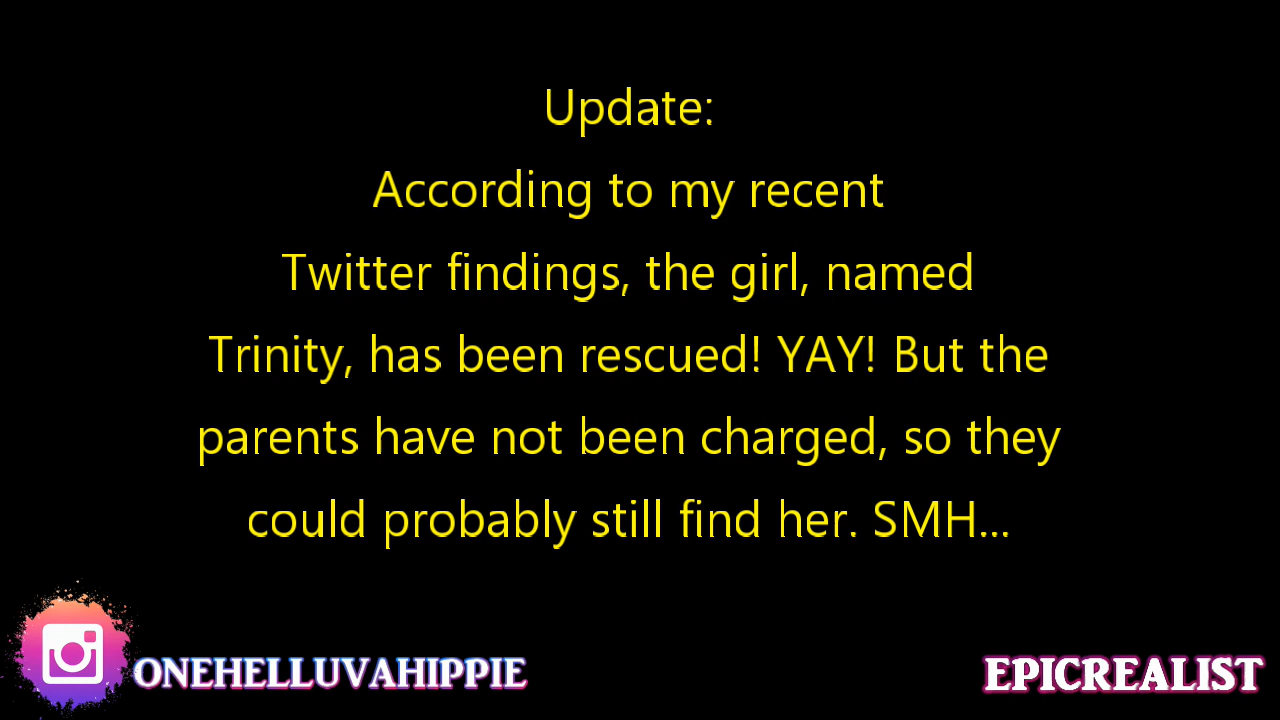 Update:
According to my recent
Twitter findings, the girl, named
Trinity, has been rescued! YAY! But the
parents have not been charged, so they
could probably still find her. SMH...
ONEHELLUVAHIPPIE
EPICREALIST